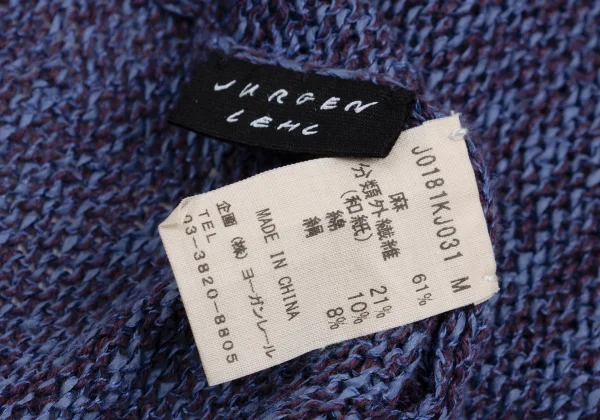 JURGEN
LEHL
J0181KJ031 M
麻 61%
分類外繊維
(和紙) 21%
綿 10%
絹 8%
MADE IN CHINA
企画 (株) ヨーガンレール
TEL
03-3820-8805